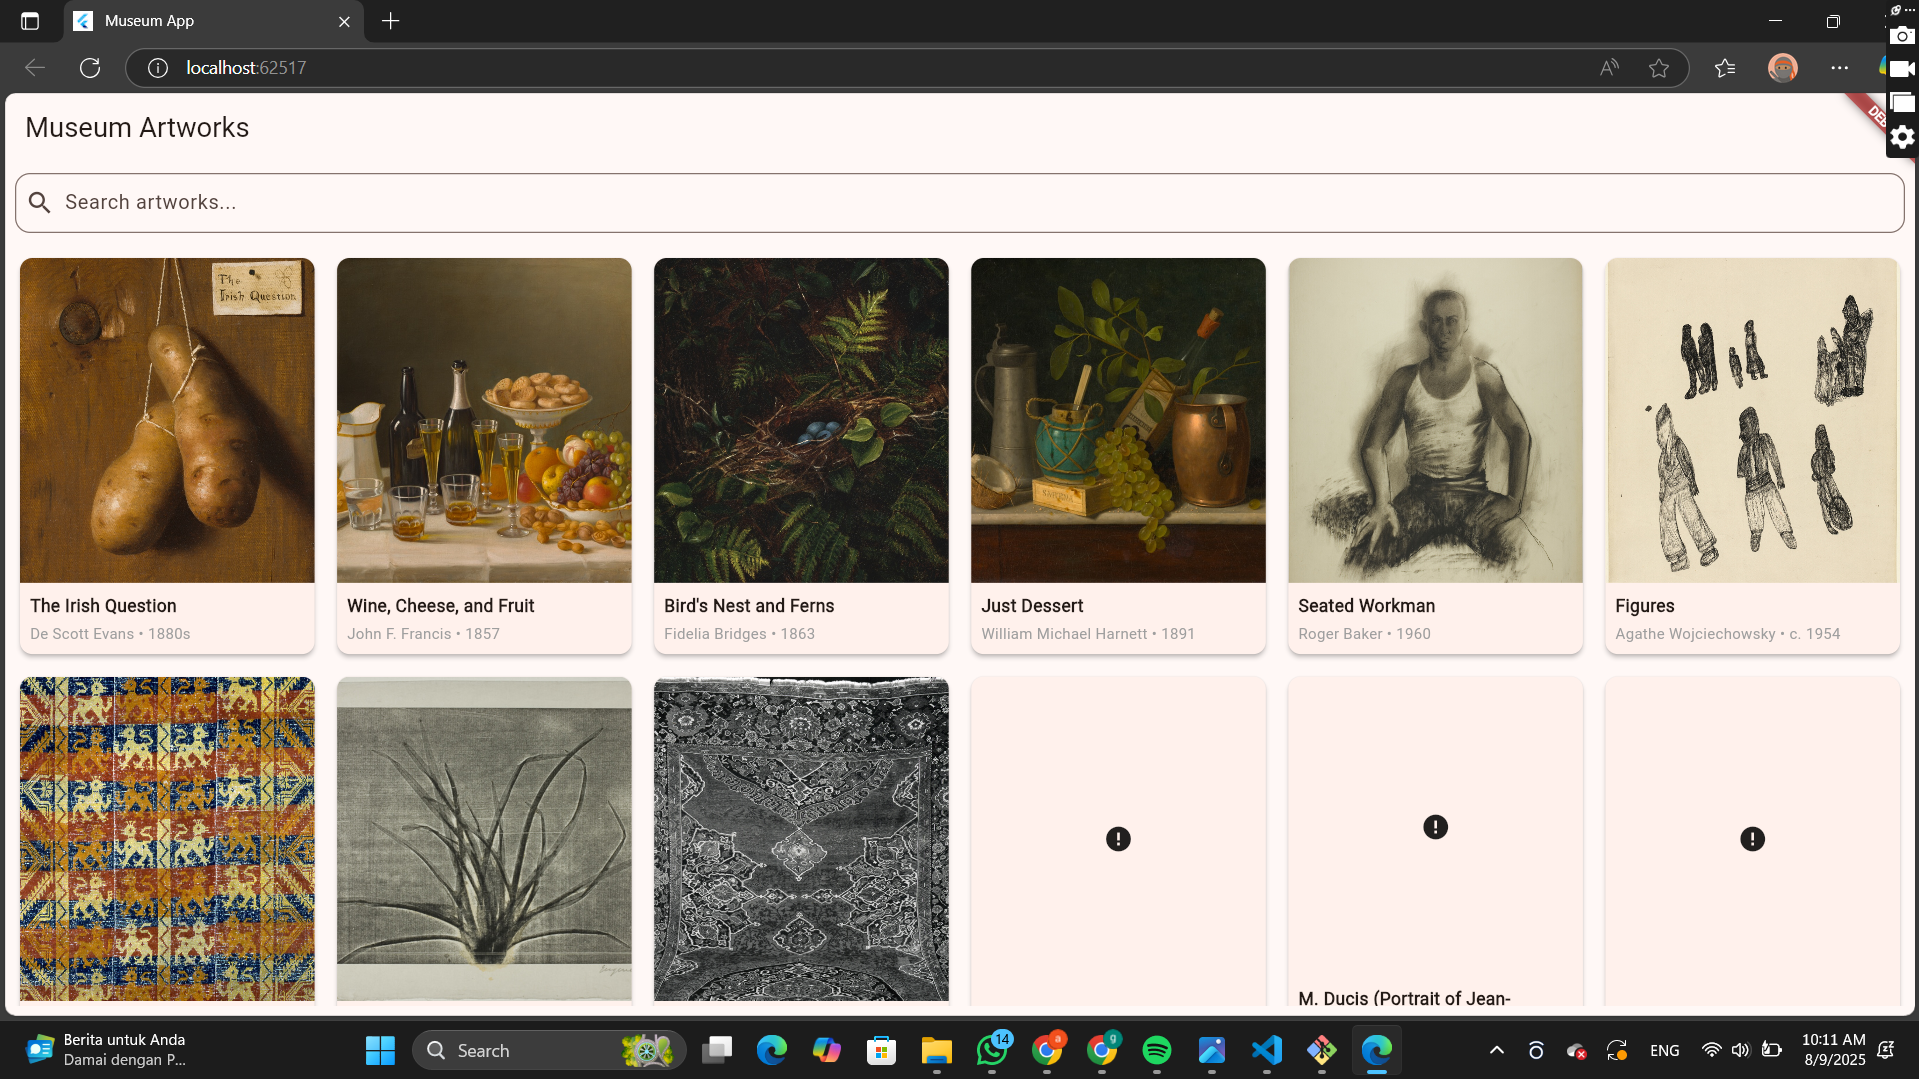 Museum App
localhost:62517
Museum Artworks
DEB
Search artworks...
The
Irish Question
The Irish Question
De Scott Evans • 1880s
Wine, Cheese, and Fruit
John F. Francis • 1857
Bird's Nest and Ferns
Fidelia Bridges • 1863
Just Dessert
William Michael Harnett • 1891
Seated Workman
Roger Baker • 1960
Figures
Agathe Wojciechowsky • c. 1954
M. Ducis (Portrait of Jean-
Berita untuk Anda
Damai dengan P...
Search
14
a
g
ENG
10:11 AM
8/9/2025